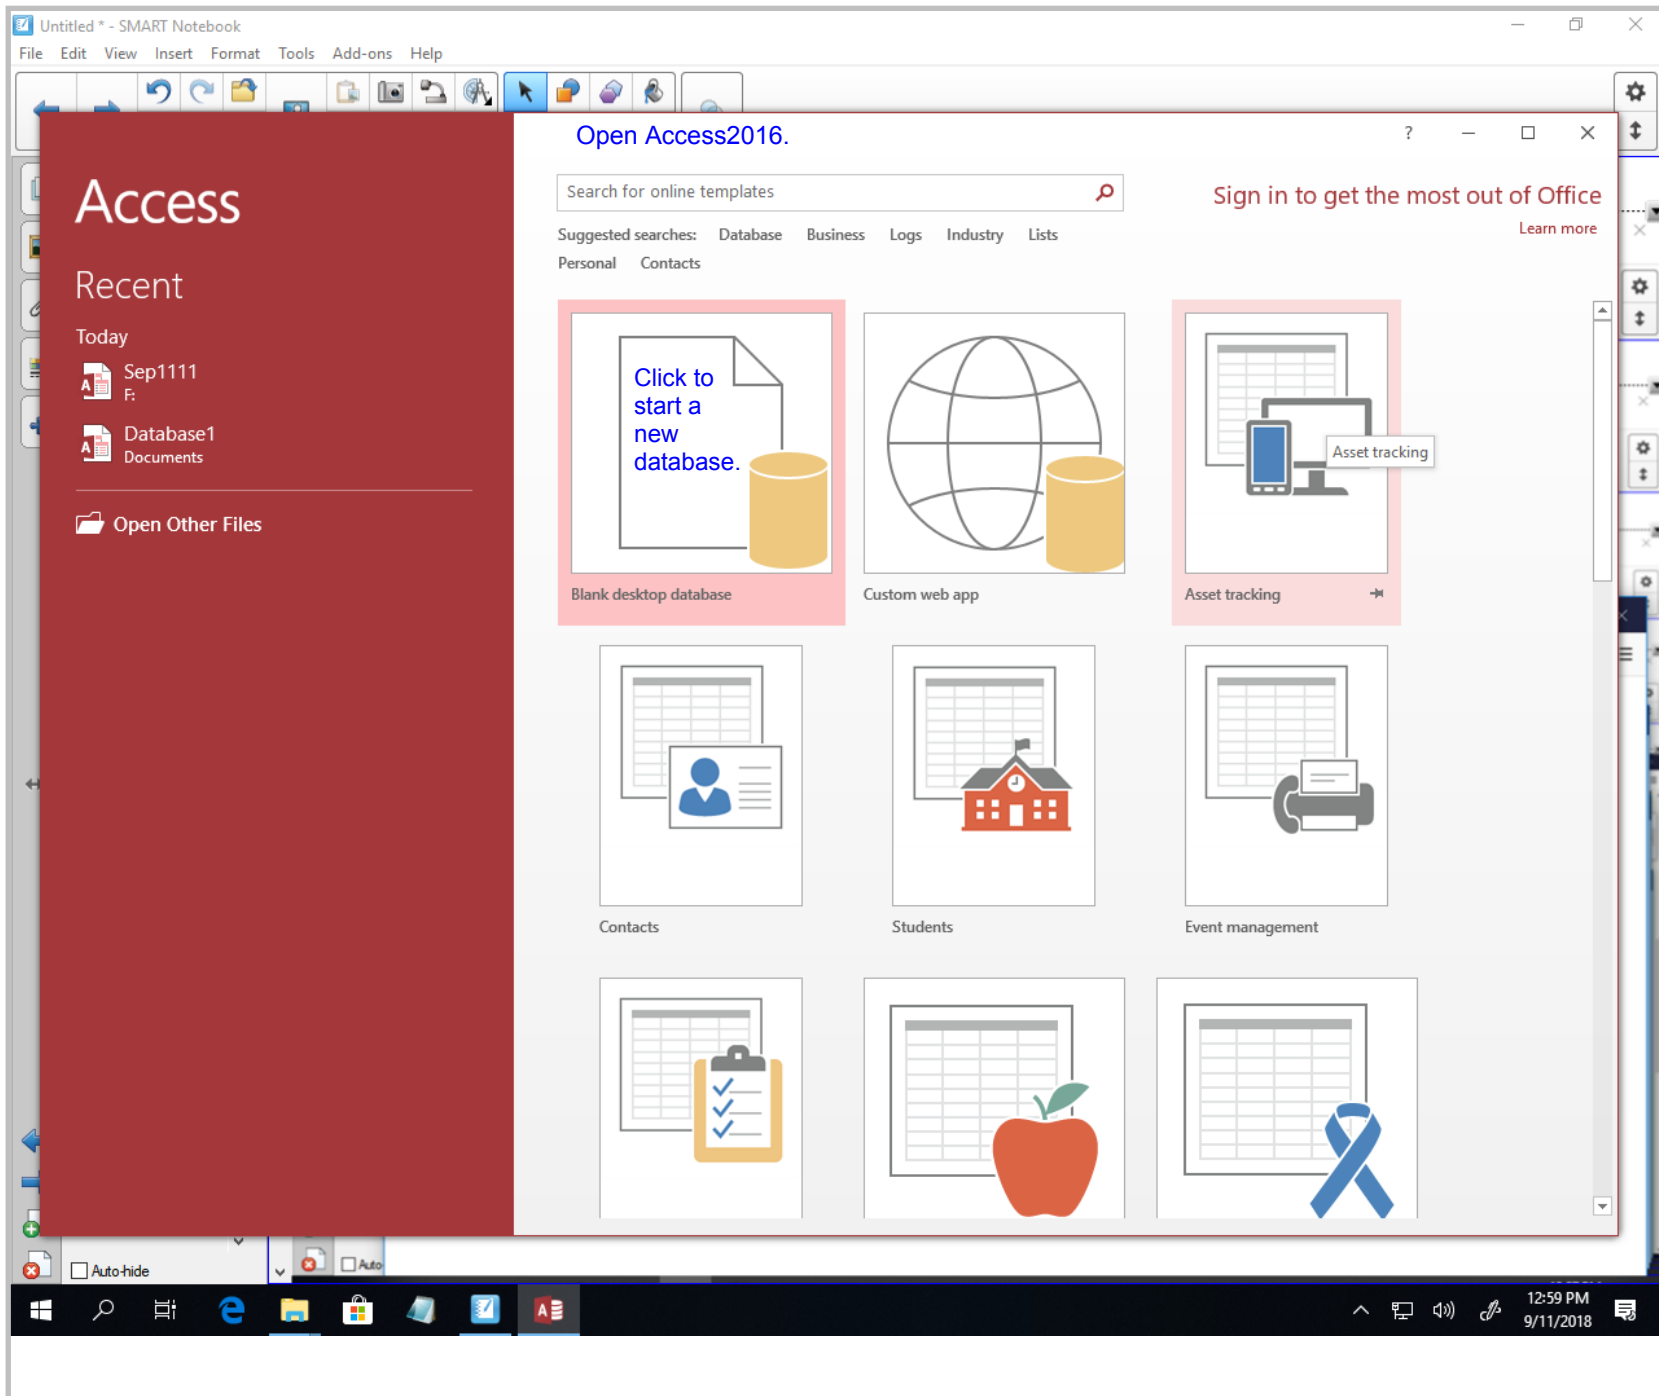 Untitled * - SMART Notebook
File Edit View Insert Format Tools Add-ons Help
Open Access2016.
?
Access
Search for online templates
Sign in to get the most out of Office
Learn more
Suggested searches: Database Business Logs Industry Lists
Personal Contacts
Recent
Today
Sep1111
F:
Database1
Documents
Open Other Files
Click to
start a
new
database.
Asset tracking
Blank desktop database
Custom web app
Asset tracking
Contacts
Students
Event management
Auto-hide
Auto
12:59 PM
9/11/2018